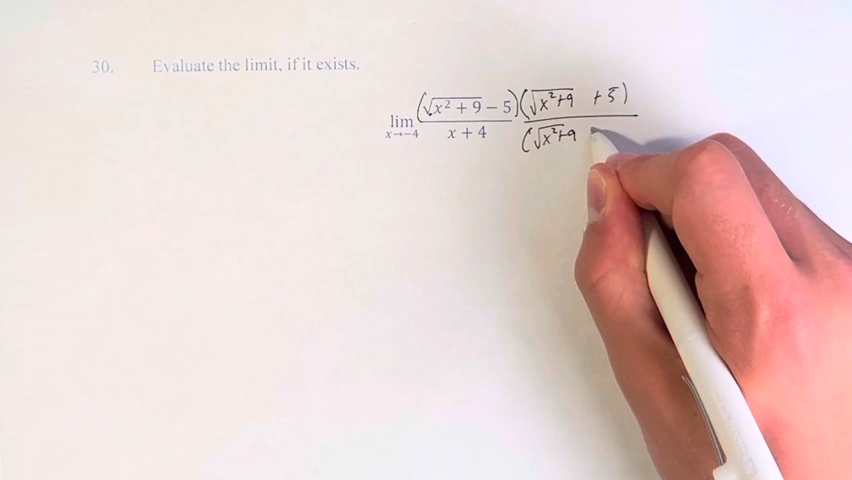 30. Evaluate the limit, if it exists.
lim x→-4 (√x² + 9 - 5) / (x + 4) (√x²+9 +5) / (√x²+9